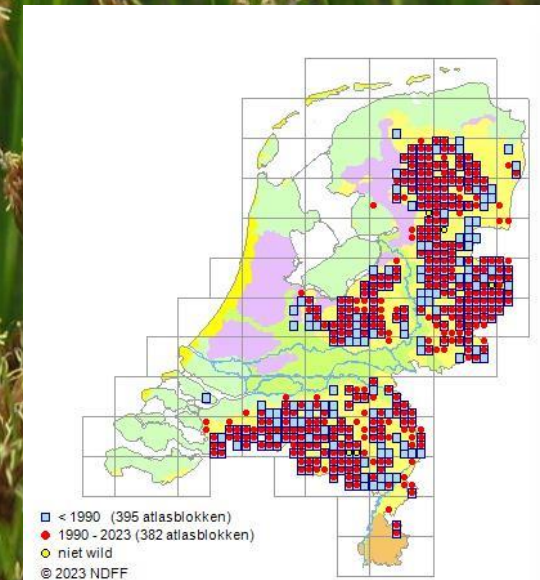 < 1990 (395 atlasblokken)
1990 - 2023 (382 atlasblokken)
niet wild
© 2023 NDFF